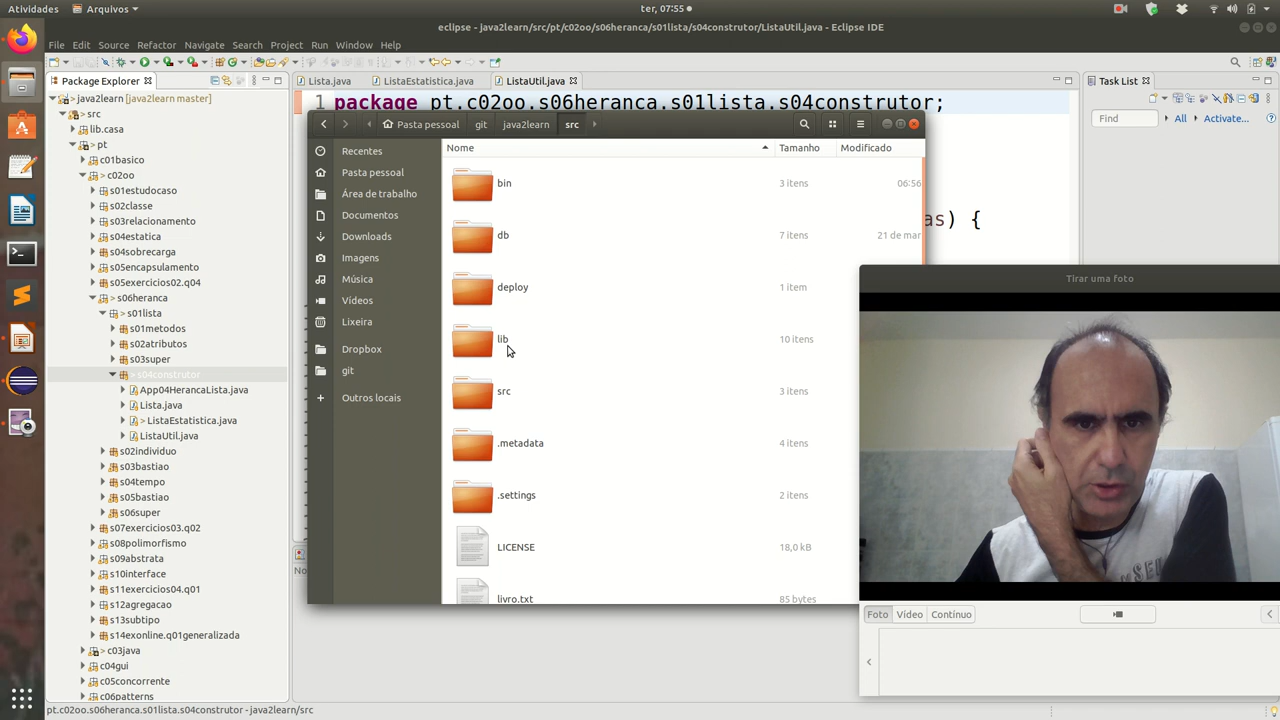 Atividades
Arquivos
ter, 07:55
eclipse - java2learn/src/pt/c02oo/s06heranca/s01lista/s04construtor/ListaUtil.java - Eclipse IDE
File Edit Source Refactor Navigate Search Project Run Window Help
Package Explorer
Lista.java
ListaEstatistica.java
ListaUtil.java
Task List
1 package pt.c02oo.s06heranca.s01lista.s04construtor;
Find
All
Activate...
as) {
> java2learn [java2learn master]
> src
lib.casa
> pt
c01basico
> c02oo
s01estudocaso
s02classe
s03relacionamento
s04estatica
s04sobrecarga
s05encapsulamento
s05exercicios02.q04
> s06heranca
> s01lista
s01metodos
s02atributos
s03super
> s04construtor
App04HerancaLista.java
Lista.java
> ListaEstatistica.java
ListaUtil.java
s02individuo
s03bastiao
s04tempo
s05bastiao
s06super
s07exercicios03.q02
s08polimorfismo
s09abstrata
s10interface
s11exercicios04.q01
s12agregacao
s13subtipo
s14exonline.q01generalizada
> c03java
c04gui
c05concorrente
c06patterns
Pasta pessoal
git
java2learn
src
Recentes
Pasta pessoal
Área de trabalho
Documentos
Downloads
Imagens
Música
Vídeos
Lixeira
Dropbox
git
Outros locais
Nome Tamanho Modificado
bin 3 itens 06:56
db 7 itens 21 de mar
deploy 1 item
lib 10 itens
src 3 itens
.metadata 4 itens
.settings 2 itens
LICENSE 18,0 kB
livro.txt 85 bytes
No
Tirar uma foto
Foto Vídeo Contínuo
pt.c02oo.s06heranca.s01lista.s04construtor - java2learn/src